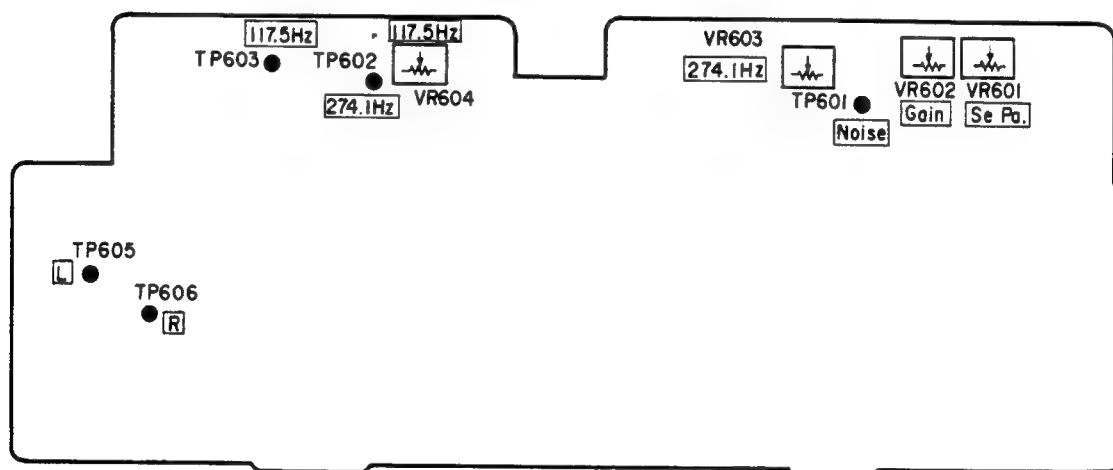 117.5Hz
117.5Hz
VR603
TP603
TP602
274.1Hz
VR604
274.1Hz
TP601
VR602
VR601
Gain
Se Pa.
Noise
TP605
L
TP606
R